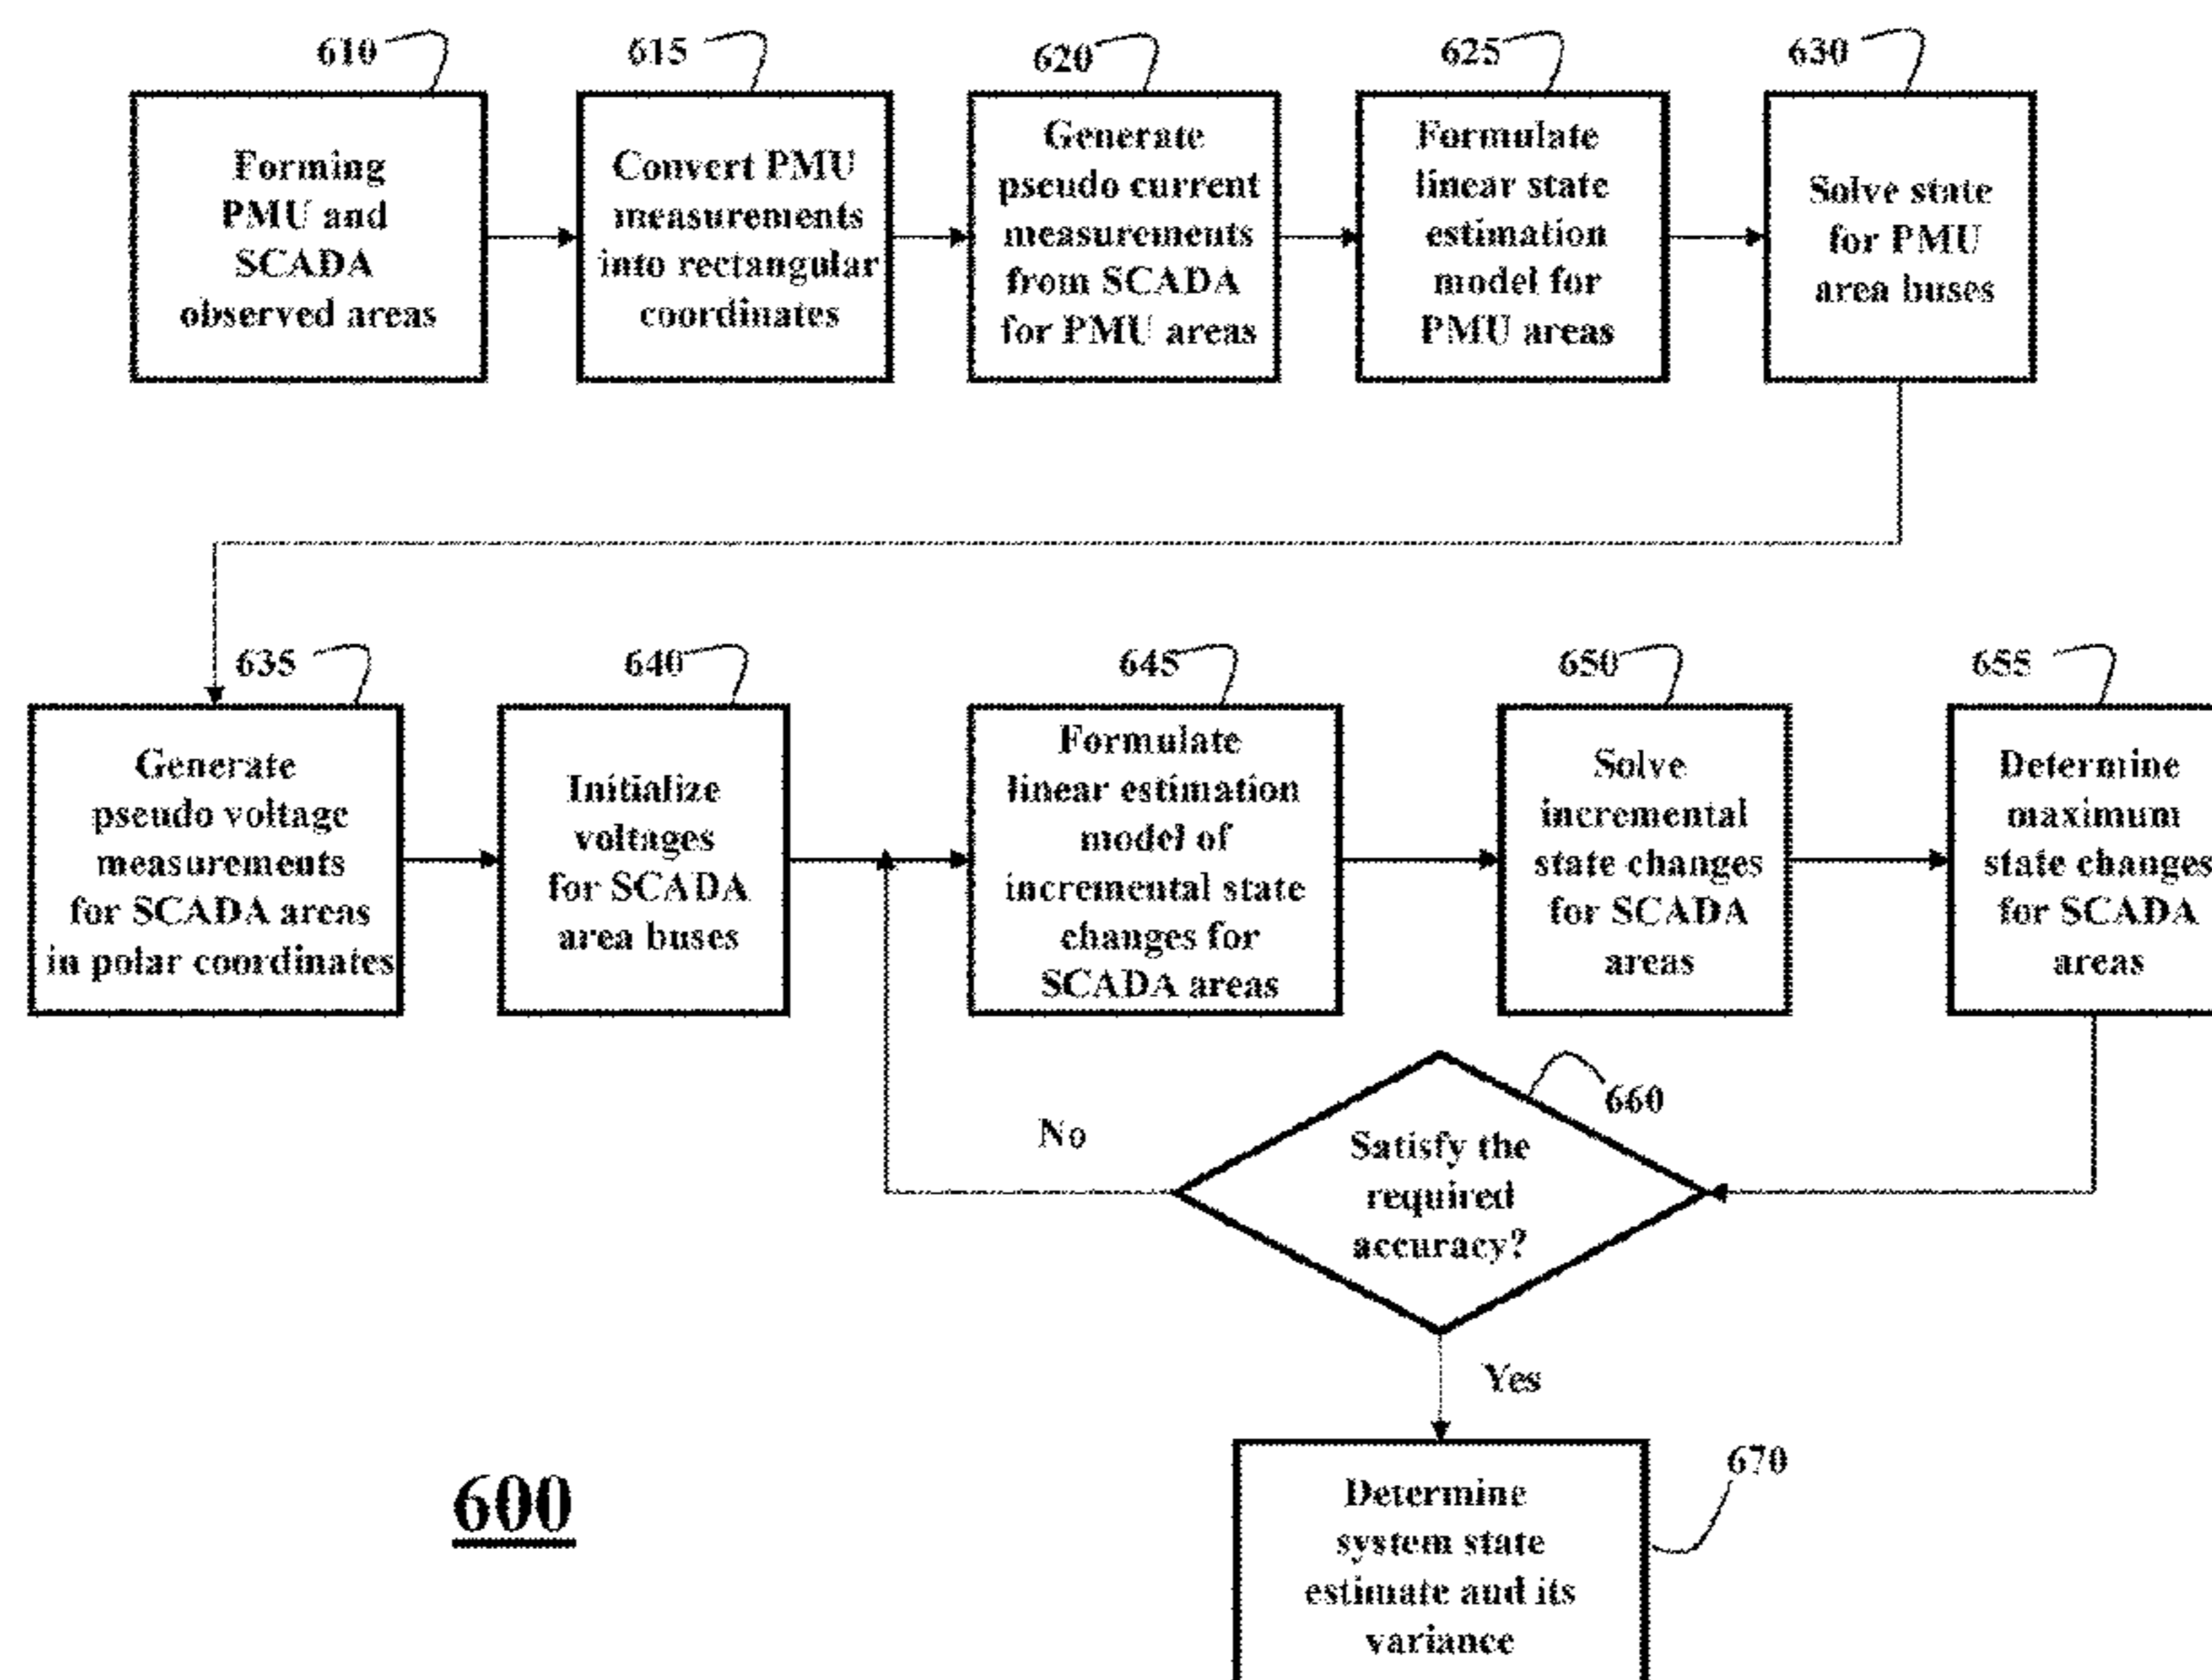 610
615
620
625
630
Forming
PMU and
SCADA
observed areas
Convert PMU
measurements
into rectangular
coordinates
Generate
pseudo current
measurements
from SCADA
for PMU areas
Formulate
linear state
estimation
model for
PMU areas
Solve state
for PMU
area buses
635
640
645
650
655
Generate
pseudo voltage
measurements
for SCADA areas
in polar coordinates
Initialize
voltages
for SCADA
area buses
Formulate
linear estimation
model of
incremental state
changes for
SCADA areas
Solve
incremental
state changes
for SCADA
areas
Determine
maximum
state changes
for SCADA
areas
660
No
Satisfy the
required
accuracy?
Yes
670
Determine
system state
estimate and its
variance
600